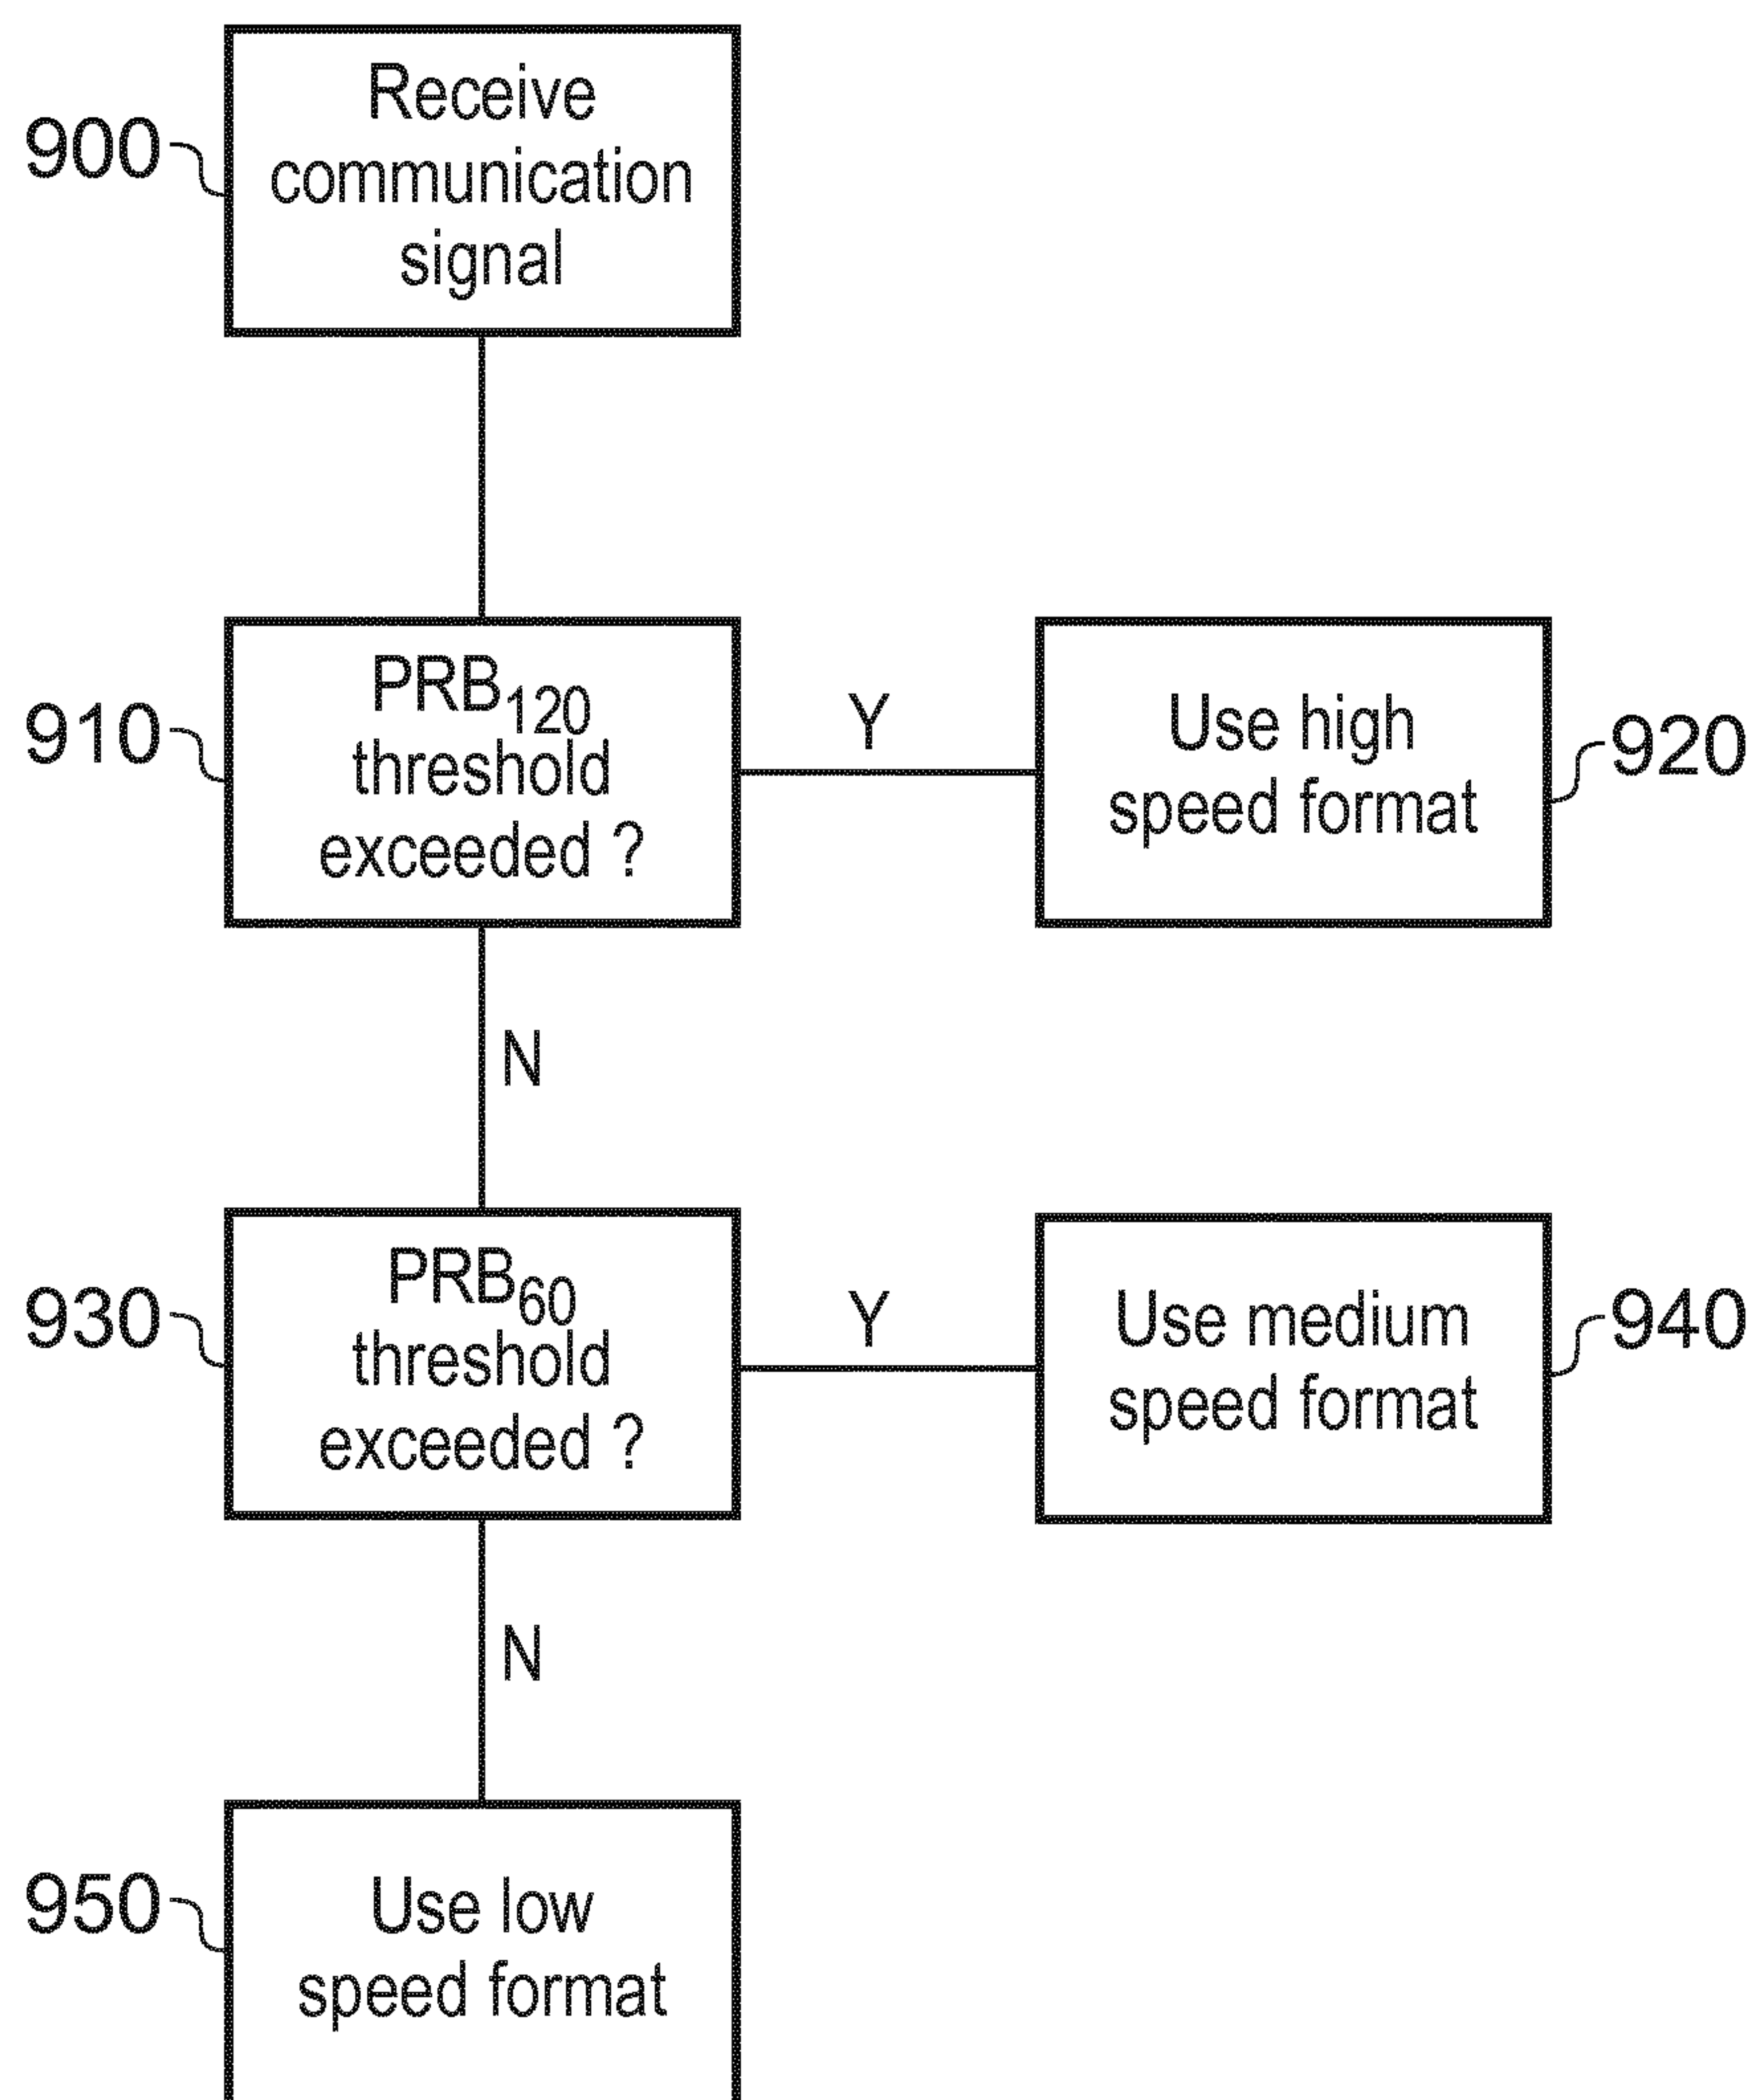 900
Receive
communication
signal
910
PRB₁₂₀
threshold
exceeded ?
Y
Use high
speed format
920
N
930
PRB₆₀
threshold
exceeded ?
Y
Use medium
speed format
940
N
950
Use low
speed format